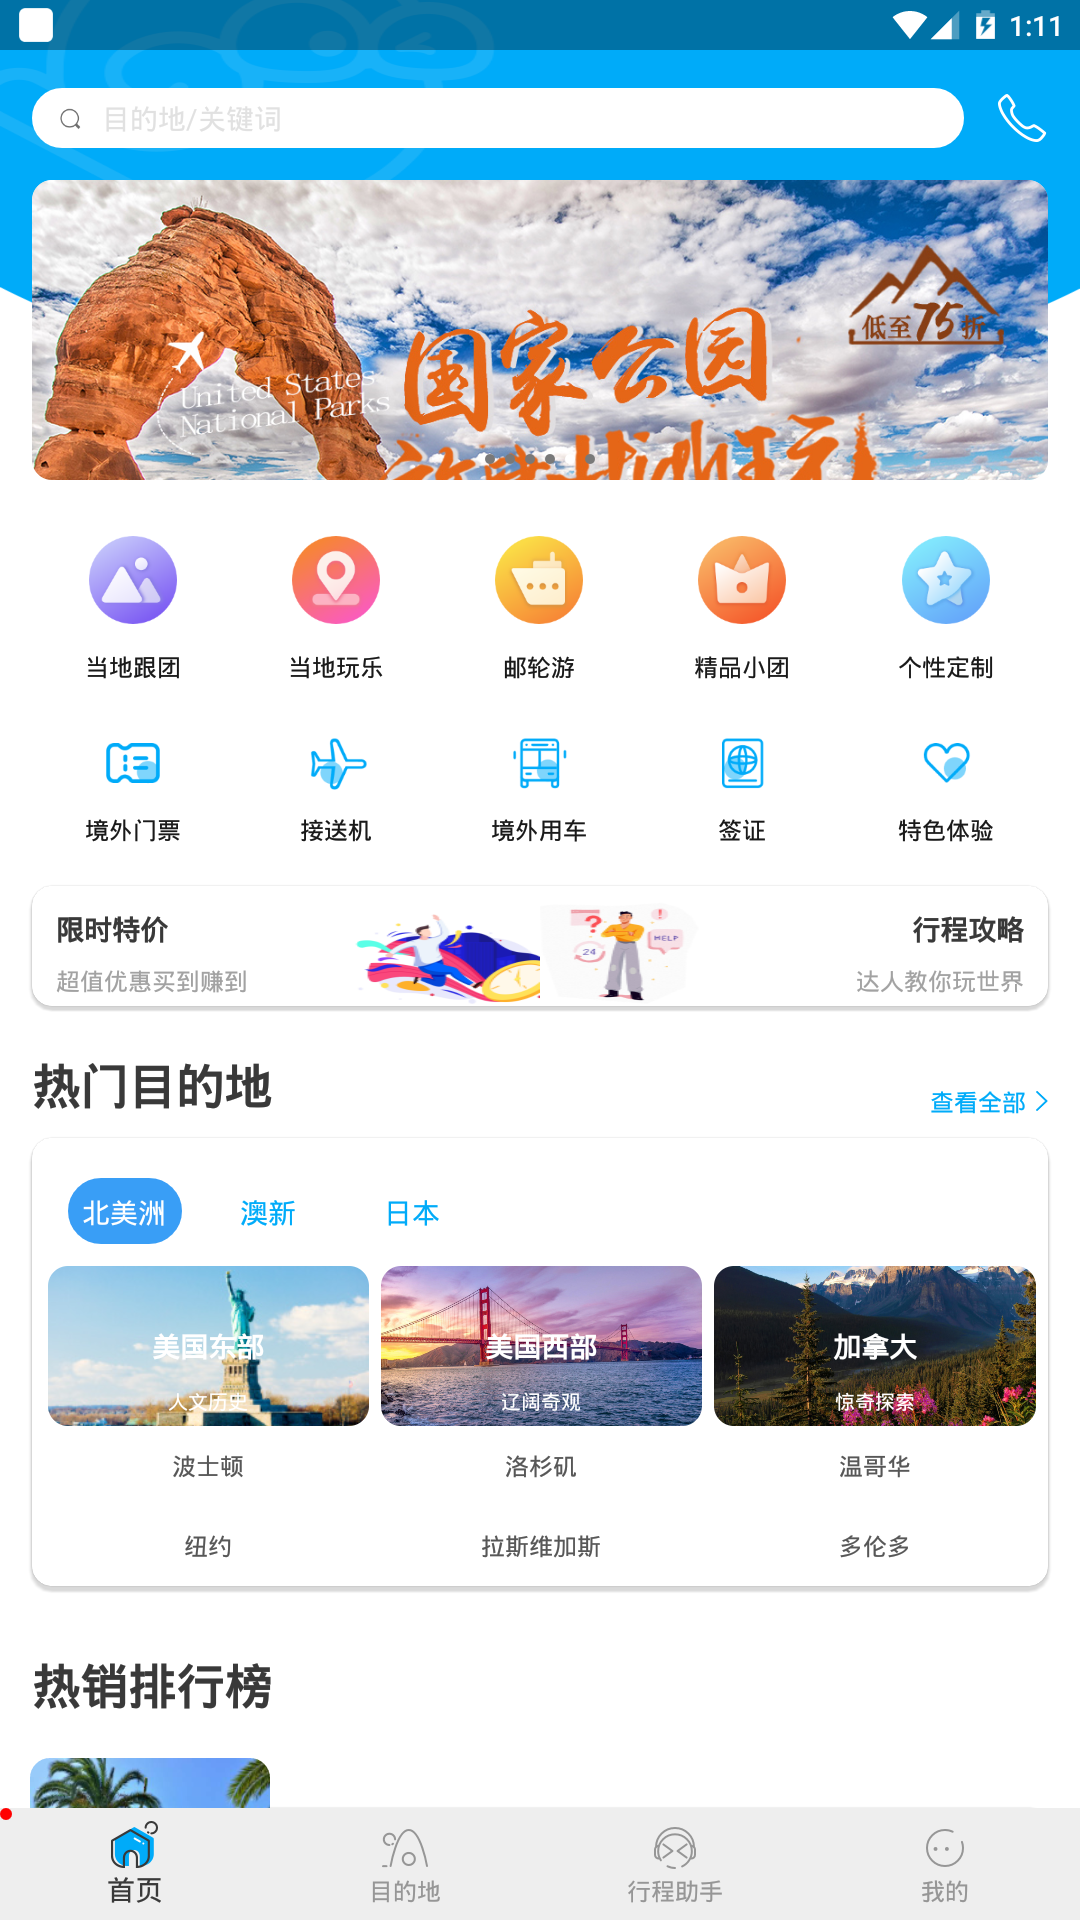 1:11
目的地/关键词
低至75折
United States
National Parks
国家公园
当地跟团
当地玩乐
邮轮游
精品小团
个性定制
境外门票
接送机
境外用车
签证
特色体验
限时特价
行程攻略
超值优惠买到赚到
达人教你玩世界
24
HELP
热门目的地
查看全部
北美洲
澳新
日本
美国东部
美国西部
加拿大
人文历史
辽阔奇观
惊奇探索
波士顿
洛杉矶
温哥华
纽约
拉斯维加斯
多伦多
热销排行榜
首页
目的地
行程助手
我的